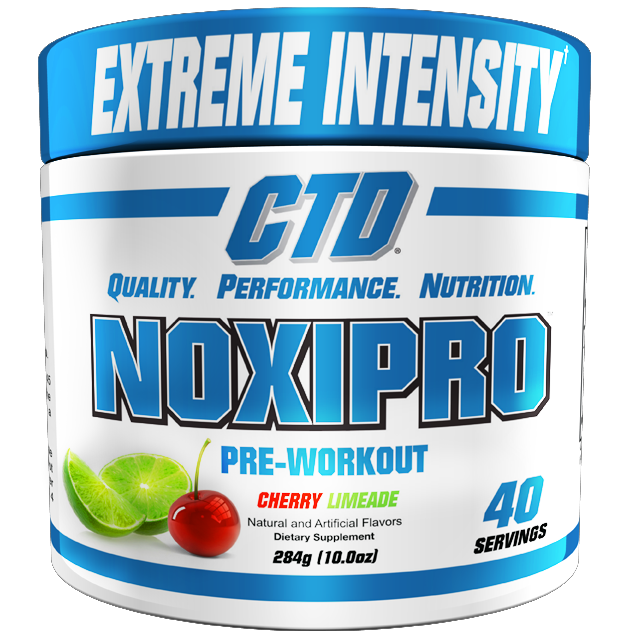 EXTREME INTENSITY†
CTD®
QUALITY. PERFORMANCE. NUTRITION.
NOXIPRO™
PRE-WORKOUT
CHERRY LIMEADE
Natural and Artificial Flavors
Dietary Supplement
284g (10.0oz)
40
SERVINGS